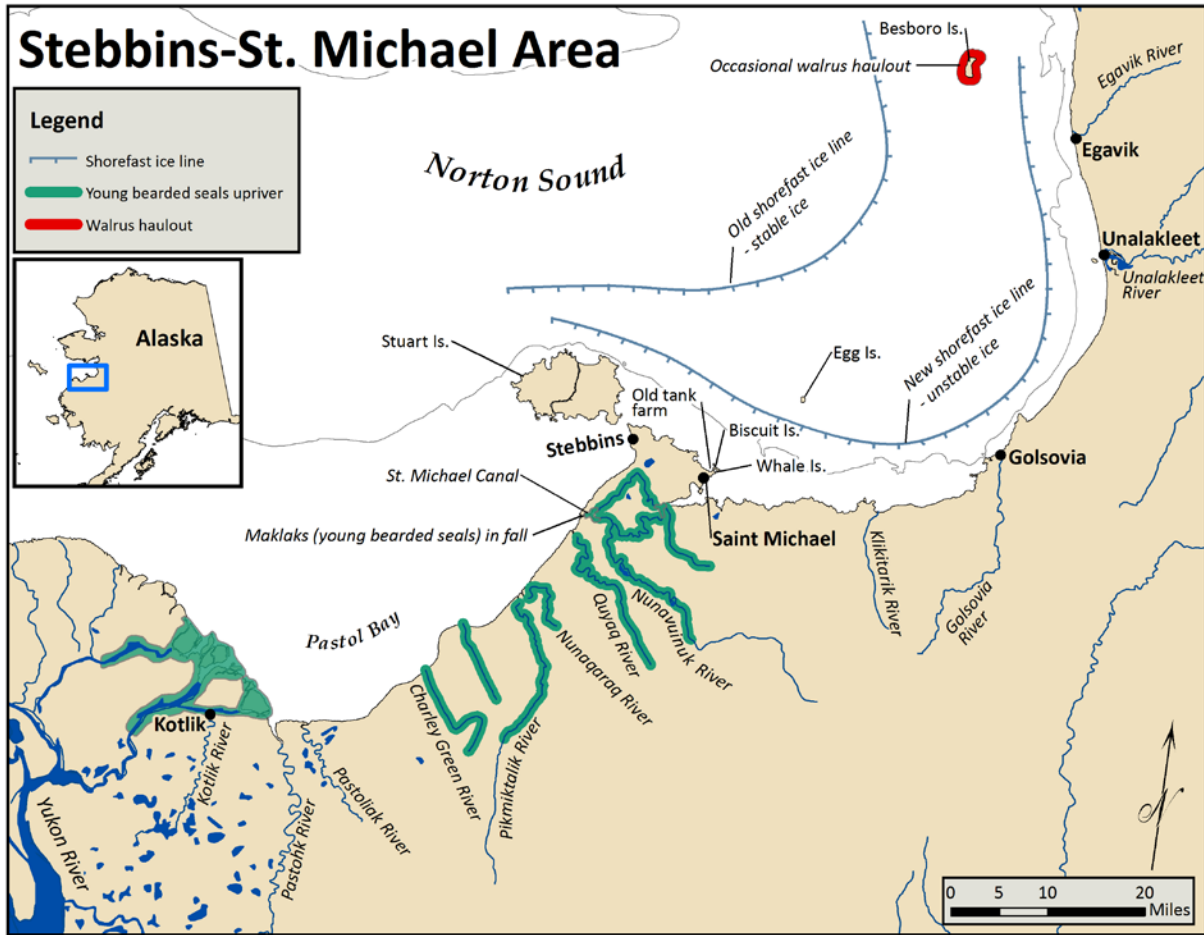 Stebbins-St. Michael Area
Legend
Shorefast ice line
Young bearded seals upriver
Walrus haulout
Alaska
Norton Sound
Besboro Is.
Occasional walrus haulout
Egavik River
Egavik
Old shorefast ice line
- stable ice
Unalakleet
Unalakleet
River
New shorefast ice line
- unstable ice
Stuart Is.
Egg Is.
Old tank
farm
Stebbins
Biscuit Is.
Whale Is.
Golsovia
St. Michael Canal
Maklaks (young bearded seals) in fall
Saint Michael
Klikitarik River
Golsovia
River
Pastol Bay
Nunavuinuk River
Quyaq River
Nunaqaraq River
Charley Green River
Pikmiktalik River
Kotlik
Kotlik River
Pastoliak River
Pastohk River
Yukon River
N
0 5 10 20
Miles